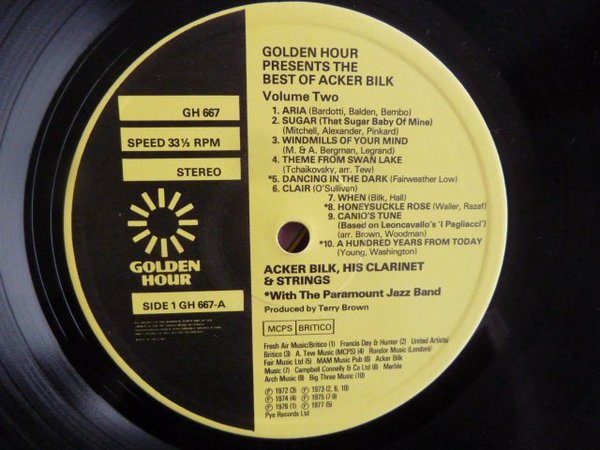 GOLDEN HOUR
PRESENTS THE
BEST OF ACKER BILK
Volume Two
1. ARIA (Bardotti, Balden, Bembo)
2. SUGAR (That Sugar Baby Of Mine)
(Mitchell, Alexander, Pinkard)
3. WINDMILLS OF YOUR MIND
(M. & A. Bergman, Legrand)
4. THEME FROM SWAN LAKE
(Tchaikovsky, arr. Tew)
*5. DANCING IN THE DARK (Fairweather Low)
6. CLAIR (O'Sullivan)
7. WHEN (Bilk, Hall)
*8. HONEYSUCKLE ROSE (Waller, Razaf)
9. CANIO'S TUNE
(Based on Leoncavallo's 'I Pagliacci')
(arr. Brown, Woodman)
*10. A HUNDRED YEARS FROM TODAY
(Young, Washington)
ACKER BILK, HIS CLARINET
& STRINGS
*With The Paramount Jazz Band
Produced by Terry Brown
MCPS BRITICO
Fresh Air Music/Britico (1) Francis Day & Hunter (2) United Artists/
Britico (3) A. Tew Music (MCPS) (4) Rondor Music (London)/
Fair Music Ltd (5) MAM Music Pub (6) Acker Bilk
Music (7) Campbell Connelly & Co Ltd (8) Marble
Arch Music (9) Big Three Music (10)
℗ 1972 (3) ℗ 1973 (2, 6, 10)
℗ 1974 (4) ℗ 1975 (7-9)
℗ 1976 (1) ℗ 1977 (5)
Pye Records Ltd
GH 667
SPEED 33⅓ RPM
STEREO
GOLDEN
HOUR
SIDE 1 GH 667-A